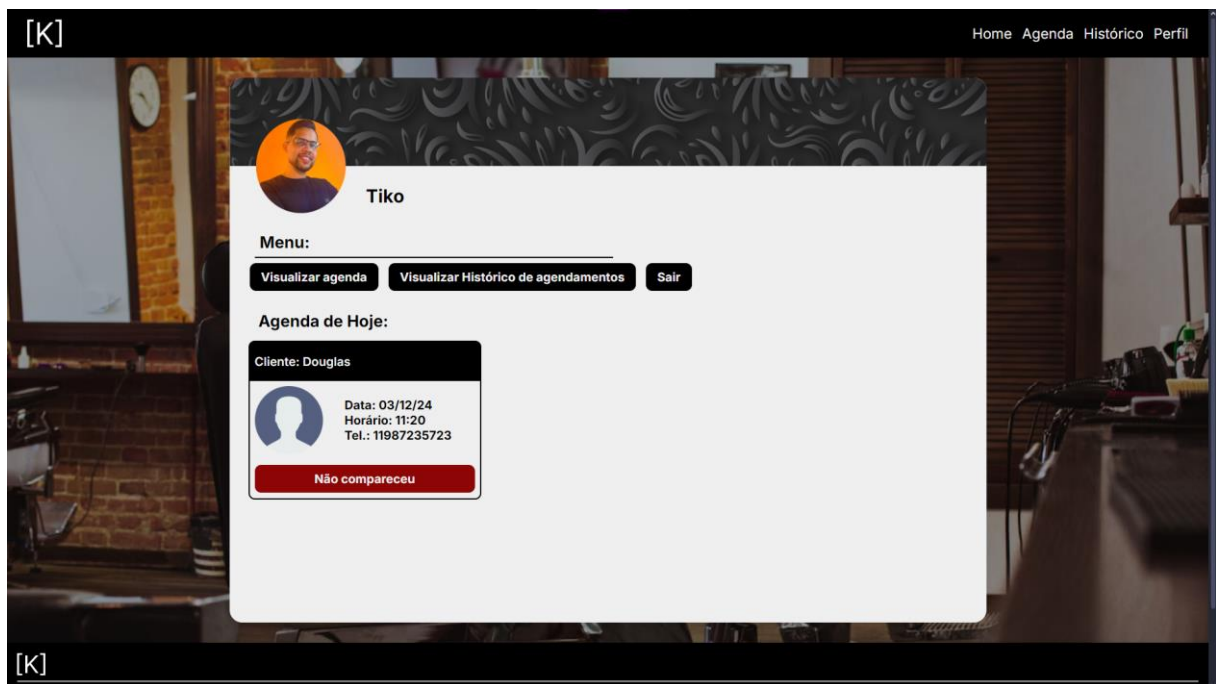 [K]
Home Agenda Histórico Perfil
Tiko
Menu:
Visualizar agenda
Visualizar Histórico de agendamentos
Sair
Agenda de Hoje:
Cliente: Douglas
Data: 03/12/24
Horário: 11:20
Tel.: 11987235723
Não compareceu
[K]